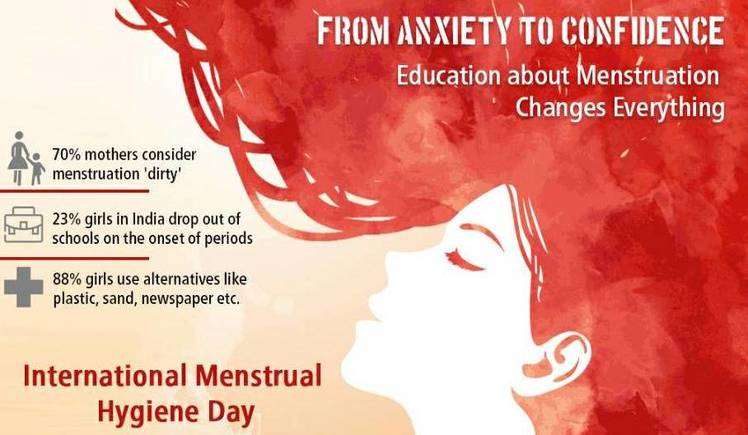 FROM ANXIETY TO CONFIDENCE
Education about Menstruation
Changes Everything
70% mothers consider
menstruation 'dirty'
23% girls in India drop out of
schools on the onset of periods
88% girls use alternatives like
plastic, sand, newspaper etc.
International Menstrual
Hygiene Day